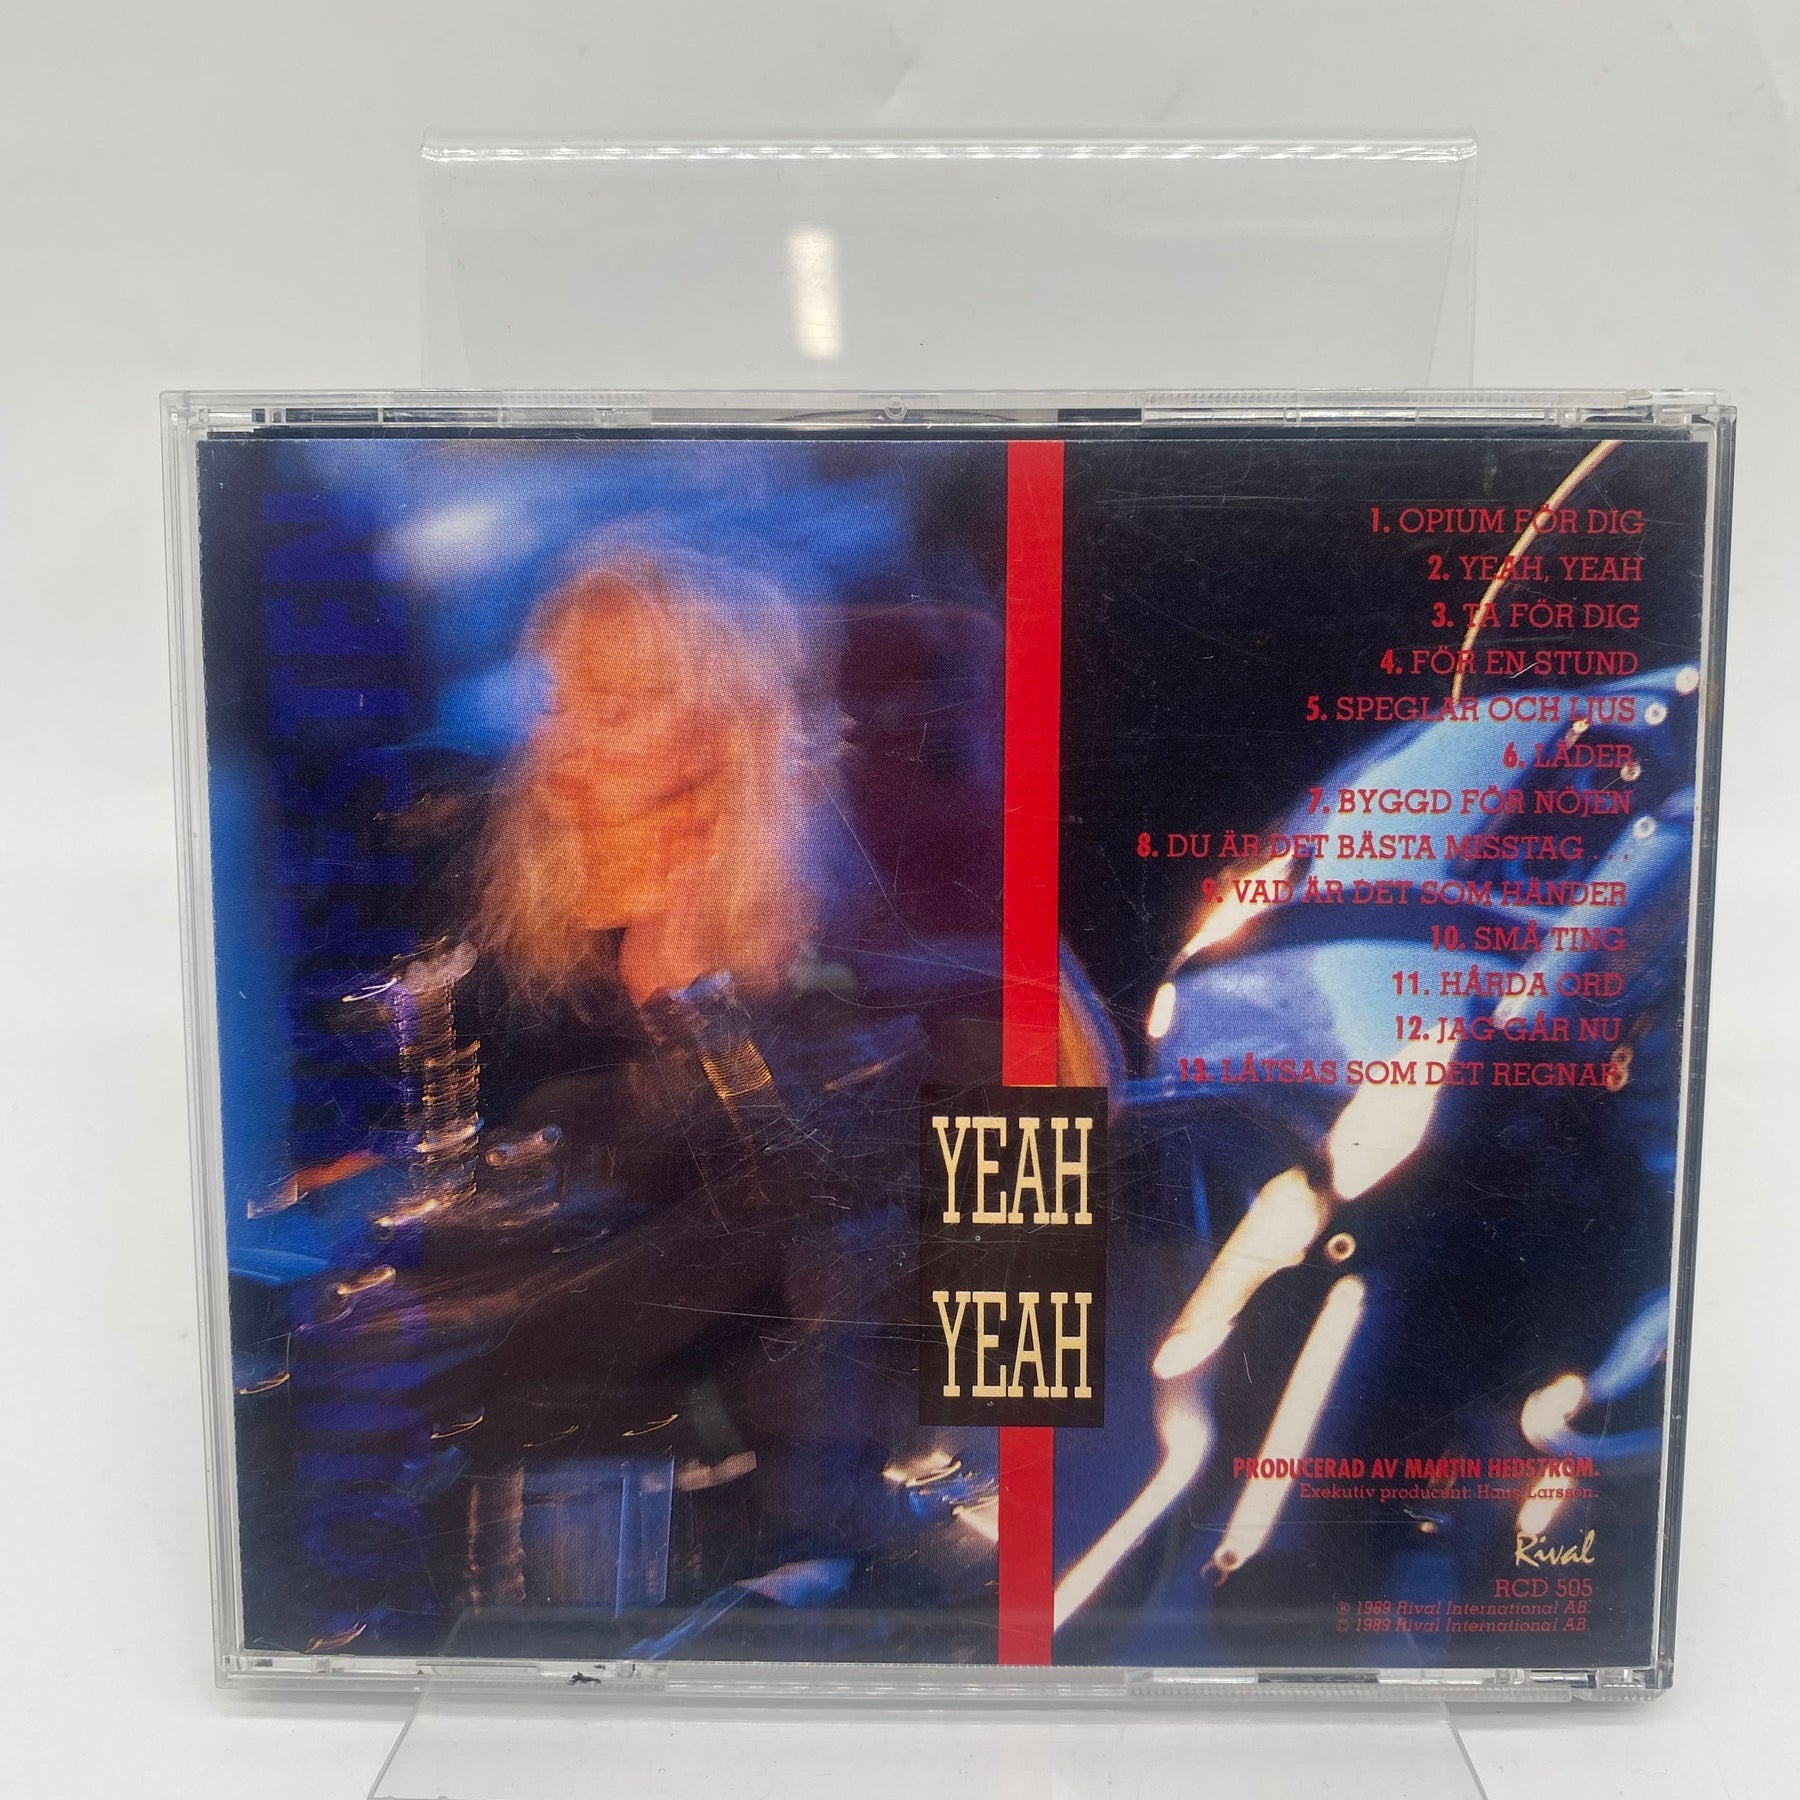 LOUISE HOFFSTEN
1. OPIUM FÖR DIG
2. YEAH, YEAH
3. TA FÖR DIG
4. FÖR EN STUND
5. SPEGLAR OCH LJUS
6. LÄDER
7. BYGGD FÖR NÖJEN
8. DU ÄR DET BÄSTA MISSTAG . . .
9. VAD ÄR DET SOM HÄNDER
10. SMÅ TING
11. HÅRDA ORD
12. JAG GÅR NU
13. LÅTSAS SOM DET REGNAR
YEAH
YEAH
PRODUCERAD AV MARTIN HEDSTRÖM.
Exekutiv producent: Hans Larsson.
Rival
RCD 505
℗ 1989 Rival International AB.
© 1989 Rival International AB.